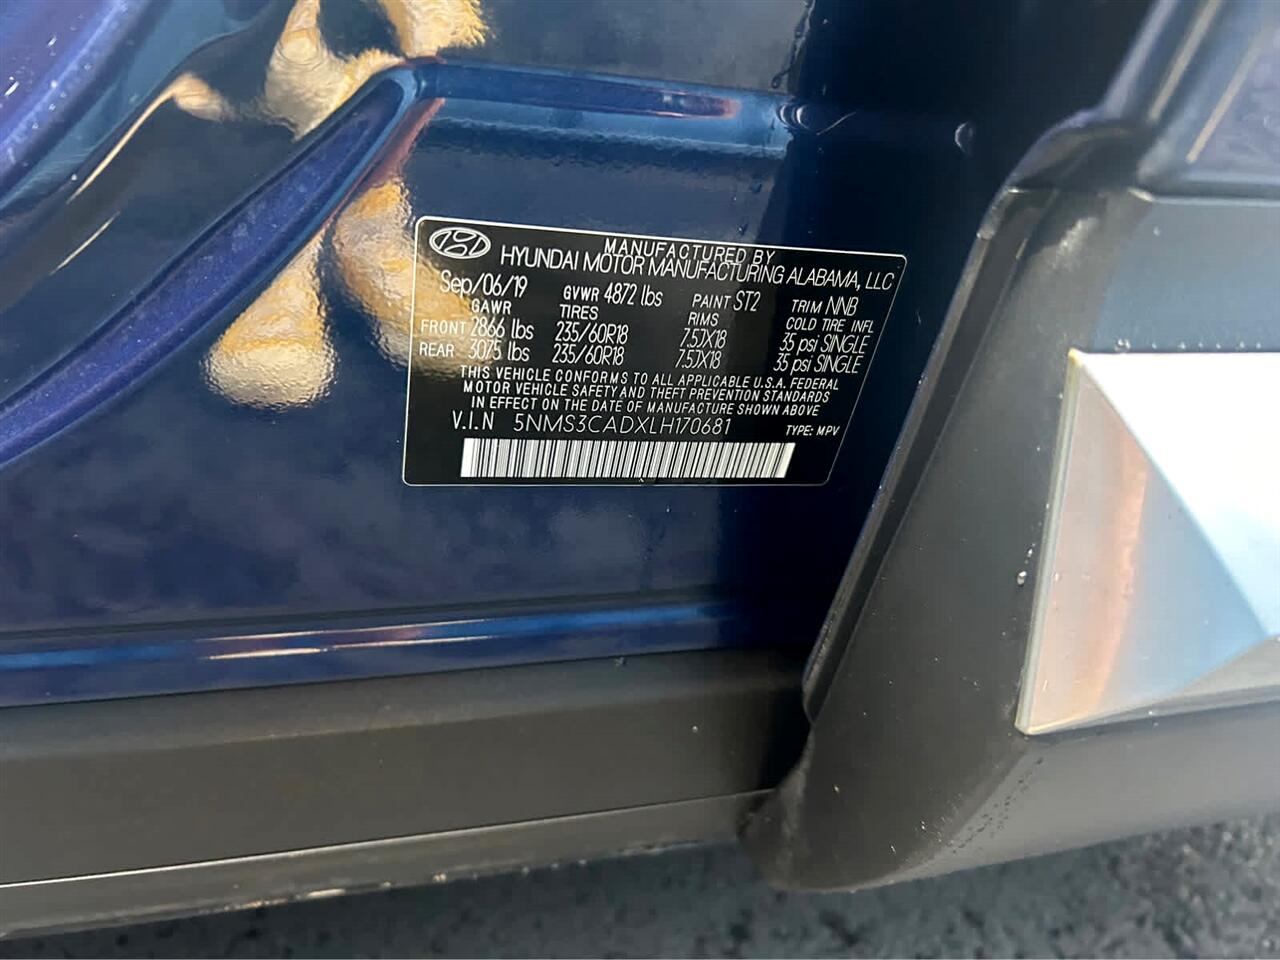 MANUFACTURED BY
HYUNDAI MOTOR MANUFACTURING ALABAMA, LLC
Sep/06/19 GVWR 4872 lbs PAINT ST2 TRIM NNB
GAWR TIRES RIMS COLD TIRE INFL
FRONT 2866 lbs 235/60R18 7.5JX18 35 psi SINGLE
REAR 3075 lbs 235/60R18 7.5JX18 35 psi SINGLE
THIS VEHICLE CONFORMS TO ALL APPLICABLE U.S.A. FEDERAL
MOTOR VEHICLE SAFETY AND THEFT PREVENTION STANDARDS
IN EFFECT ON THE DATE OF MANUFACTURE SHOWN ABOVE
V.I.N 5NMS3CADXLH170681 TYPE: MPV